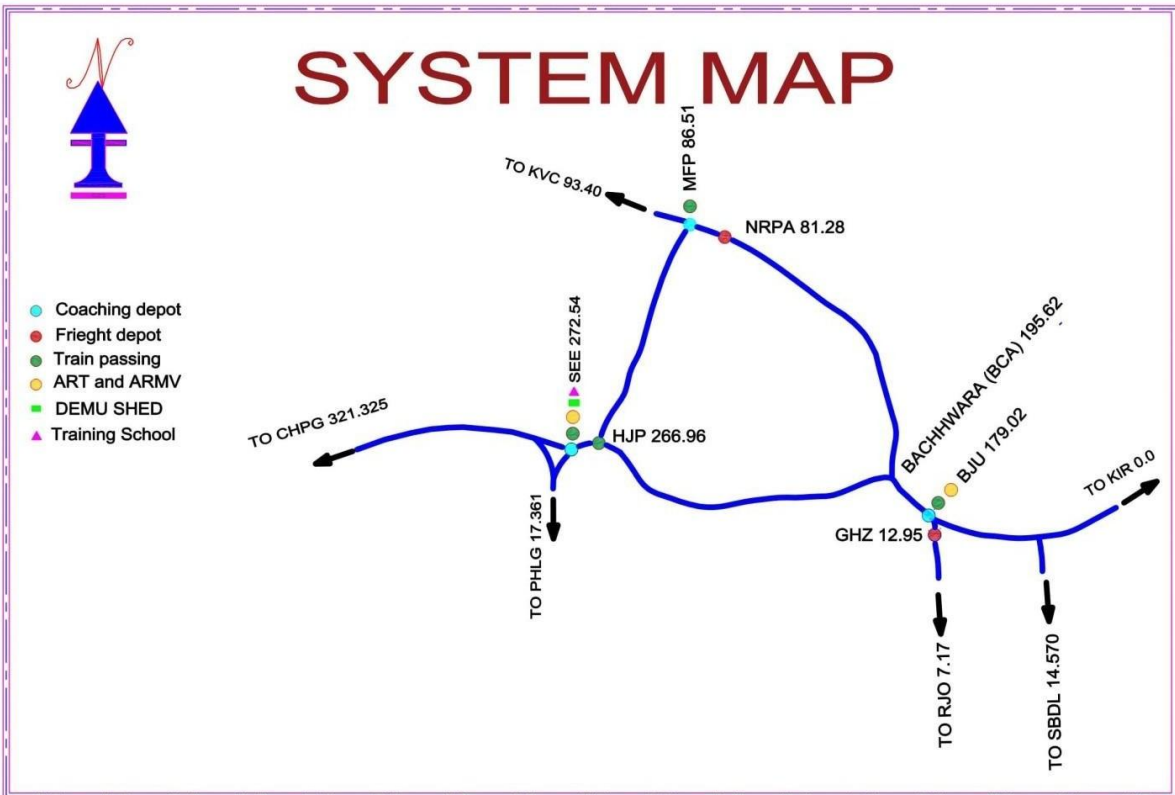 N
SYSTEM MAP
MFP 86.51
TO KVC 93.40
NRPA 81.28
Coaching depot
Frieght depot
Train passing
ART and ARMV
DEMU SHED
Training School
SEE 272.54
BACHHWARA (BCA) 195.62
TO CHPG 321.325
HJP 266.96
BJU 179.02
TO KIR 0.0
GHZ 12.95
TO PHLG 17.361
TO RJO 7.17
TO SBDL 14.570